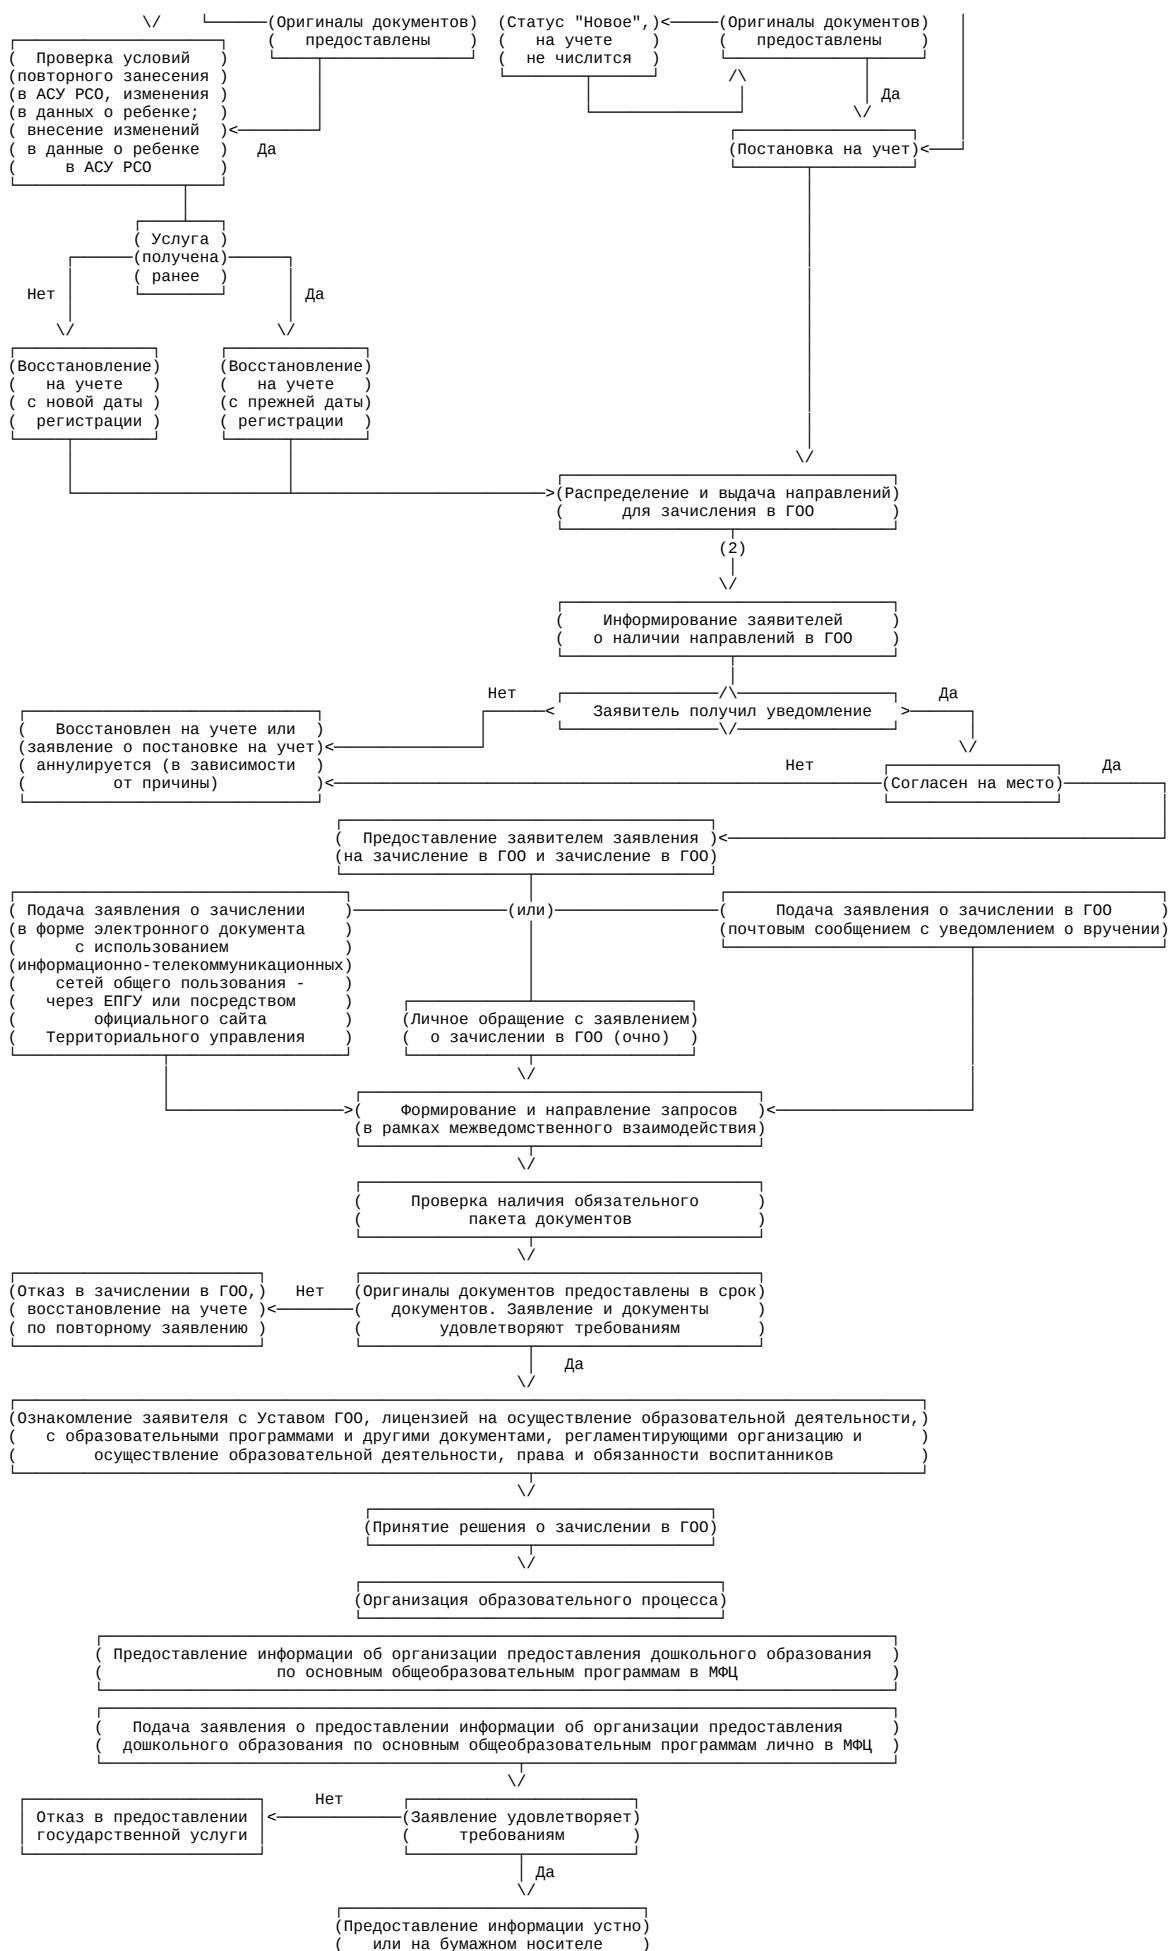 (Оригиналы документов) (Статус "Новое",)<(Оригиналы документов)
( предоставлены ) ( на учете ) ( предоставлены )
( Проверка условий ) ( не числится )
(повторного занесения )
(в АСУ РСО, изменения ) Да
(в данных о ребенке; )
( внесение изменений )<
( в данные о ребенке ) Да (Постановка на учет)<
( в АСУ РСО )
( Услуга )
(получена)
( ранее )
Нет Да
(Восстановление) (Восстановление)
( на учете ) ( на учете )
( с новой даты ) (с прежней даты)
( регистрации ) ( регистрации )
>(Распределение и выдача направлений)
( для зачисления в ГОО )
(2)
( Информирование заявителей )
( о наличии направлений в ГОО )
Нет Да
( Восстановлен на учете или ) < Заявитель получил уведомление >
(заявление о постановке на учет)<
( аннулируется (в зависимости ) Нет Да
( от причины) )< (Согласен на место)
( Предоставление заявителем заявления )<
(на зачисление в ГОО и зачисление в ГОО)
( Подача заявления о зачислении ) (или) ( Подача заявления о зачислении в ГОО )
(в форме электронного документа ) (почтовым сообщением с уведомлением о вручении)
( с использованием )
(информационно-телекоммуникационных)
( сетей общего пользования - )
( через ЕПГУ или посредством )
( официального сайта ) (Личное обращение с заявлением)
( Территориального управления ) ( о зачислении в ГОО (очно) )
>( Формирование и направление запросов )<
(в рамках межведомственного взаимодействия)
( Проверка наличия обязательного )
( пакета документов )
(Отказ в зачислении в ГОО,) Нет (Оригиналы документов предоставлены в срок)
( восстановление на учете )< ( документов. Заявление и документы )
( по повторному заявлению ) ( удовлетворяют требованиям )
Да
(Ознакомление заявителя с Уставом ГОО, лицензией на осуществление образовательной деятельности,)
( с образовательными программами и другими документами, регламентирующими организацию и )
( осуществление образовательной деятельности, права и обязанности воспитанников )
(Принятие решения о зачислении в ГОО)
(Организация образовательного процесса)
( Предоставление информации об организации предоставления дошкольного образования )
( по основным общеобразовательным программам в МФЦ )
( Подача заявления о предоставлении информации об организации предоставления )
( дошкольного образования по основным общеобразовательным программам лично в МФЦ )
Нет
Отказ в предоставлении < (Заявление удовлетворяет)
государственной услуги ( требованиям )
Да
(Предоставление информации устно)
( или на бумажном носителе )